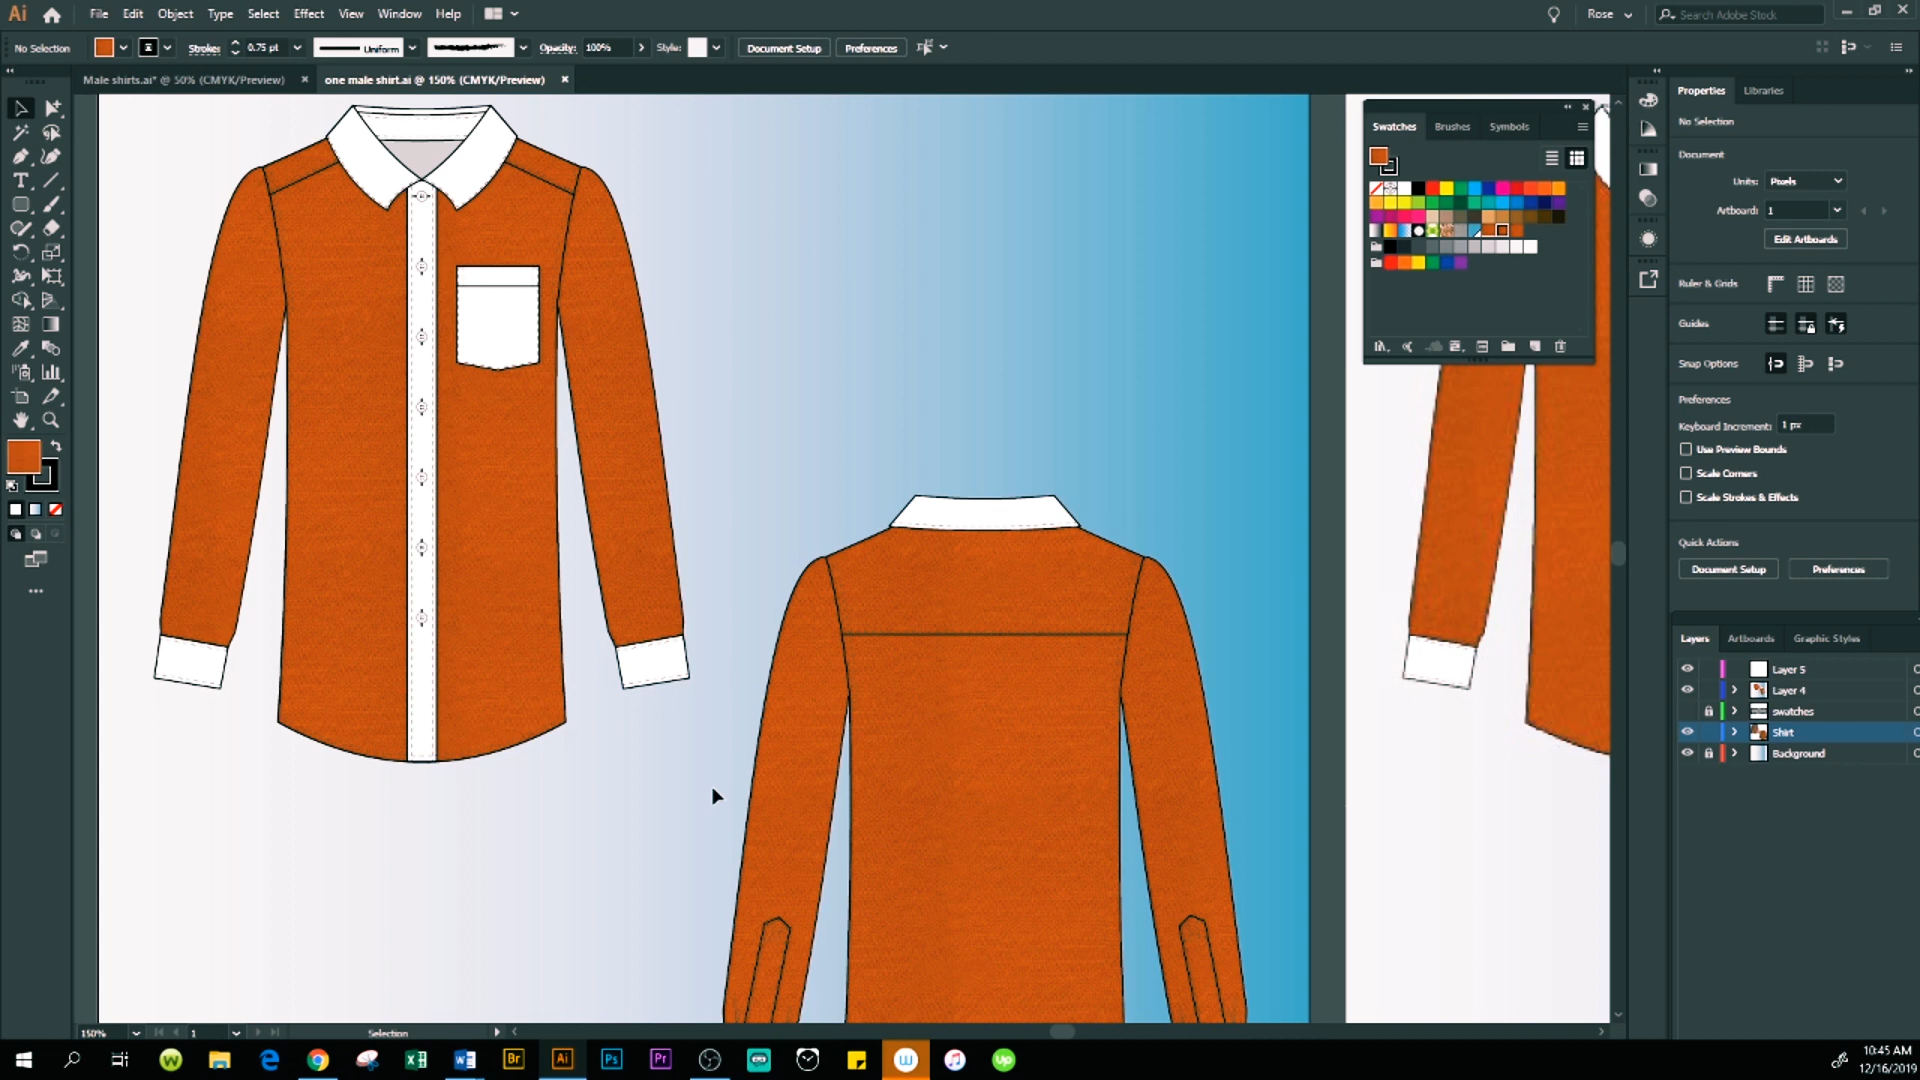 Ai File Edit Object Type Select Effect View Window Help Rose Search Adobe Stock
No Selection Stroke: 0.75 pt Uniform Opacity: 100% Style: Document Setup Preferences
Male shirts.ai* @ 50% (CMYK/Preview) × one male shirt.ai @ 150% (CMYK/Preview) ×
Properties Libraries
No Selection
Swatches Brushes Symbols
Document
Units: Pixels
Artboard: 1
Edit Artboards
Ruler & Grids
Guides
Snap Options
Preferences
Keyboard Increment: 1 px
Use Preview Bounds
Scale Corners
Scale Strokes & Effects
Quick Actions
Document Setup Preferences
Layers Artboards Graphic Styles
Layer 5
Layer 4
swatches
Shirt
Background
150% 1 Selection
W Br Ai Ps Pr W Up
10:45 AM
12/16/2019